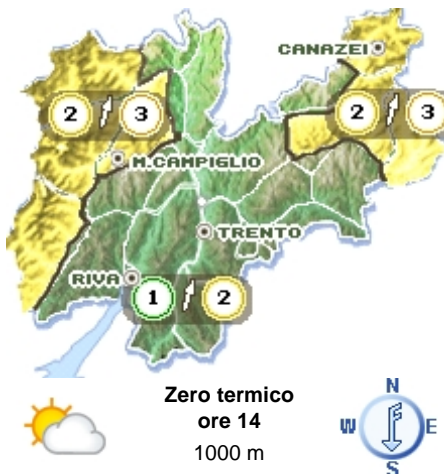 CANAZEI
2 3
2 3
M.CAMPIGLIO
TRENTO
RIVA
1 2
Zero termico
ore 14
1000 m
N
W E
S